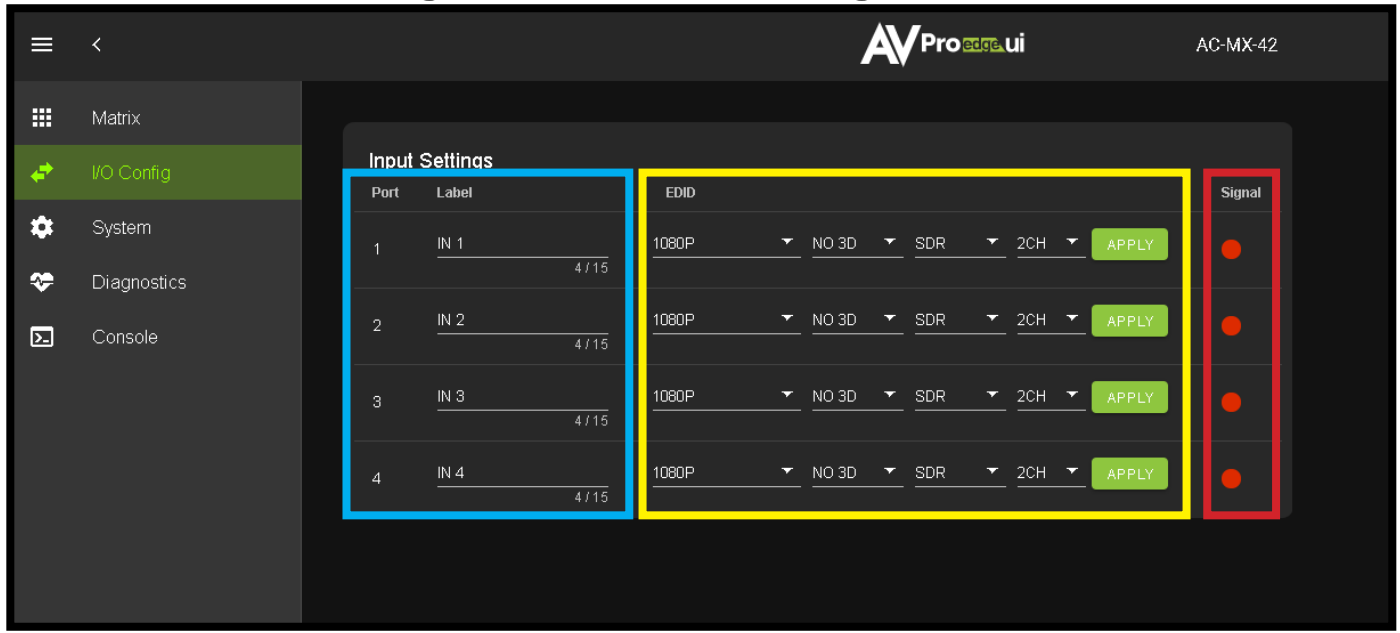 AVProedge.ui
AC-MX-42
Matrix
I/O Config
System
Diagnostics
Console
Input Settings
Port Label EDID Signal
1 IN 1 1080P NO 3D SDR 2CH APPLY
4 / 15
2 IN 2 1080P NO 3D SDR 2CH APPLY
4 / 15
3 IN 3 1080P NO 3D SDR 2CH APPLY
4 / 15
4 IN 4 1080P NO 3D SDR 2CH APPLY
4 / 15